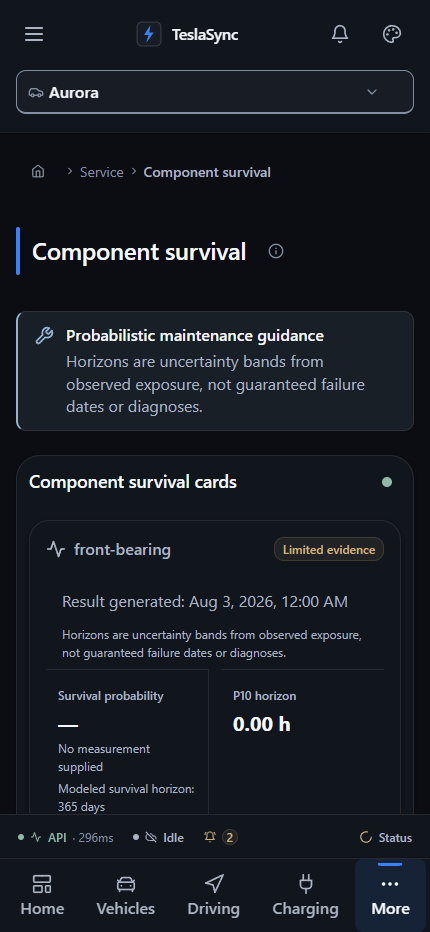 TeslaSync
Aurora
Service
Component survival
Component survival
Probabilistic maintenance guidance
Horizons are uncertainty bands from
observed exposure, not guaranteed failure
dates or diagnoses.
Component survival cards
front-bearing
Limited evidence
Result generated: Aug 3, 2026, 12:00 AM
Horizons are uncertainty bands from observed exposure,
not guaranteed failure dates or diagnoses.
Survival probability
—
No measurement
supplied
Modeled survival horizon:
365 days
P10 horizon
0.00 h
API · 296ms
Idle
2
Status
Home
Vehicles
Driving
Charging
More